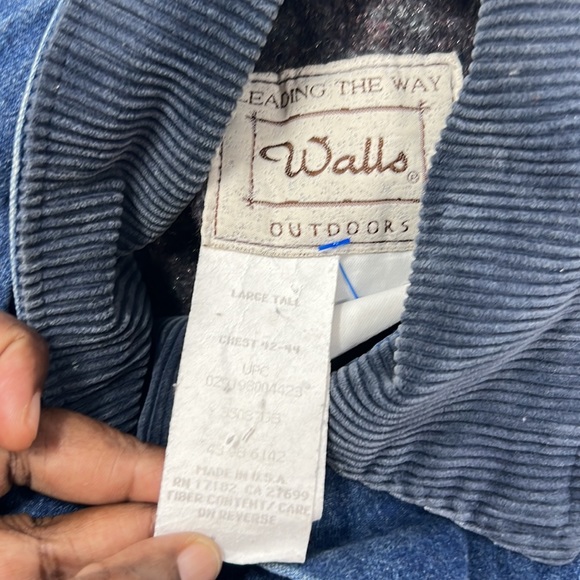 LEADING THE WAY
Walls®
OUTDOORS
LARGE TALL
CHEST 42-44
UPC
MADE IN U.S.A
RN 17102 CA 27699
FIBER CONTENT/CARE
ON REVERSE